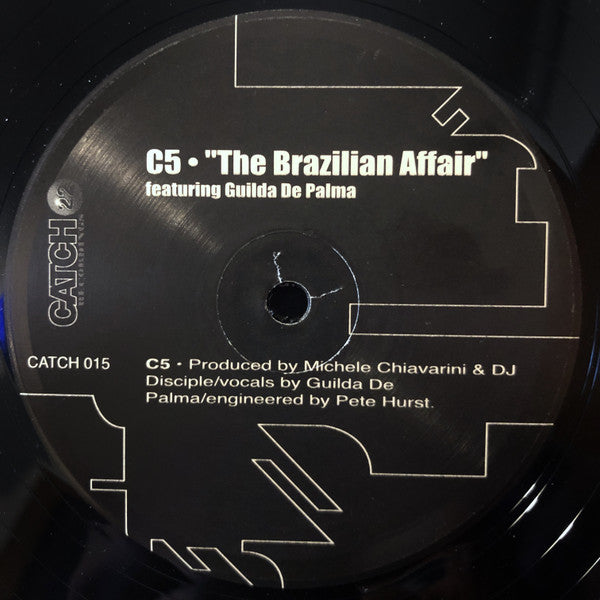 C5 • "The Brazilian Affair"
featuring Guilda De Palma
CATCH 22
CATCH 015
C5 • Produced by Michele Chiavarini & DJ
Disciple/vocals by Guilda De
Palma/engineered by Pete Hurst.